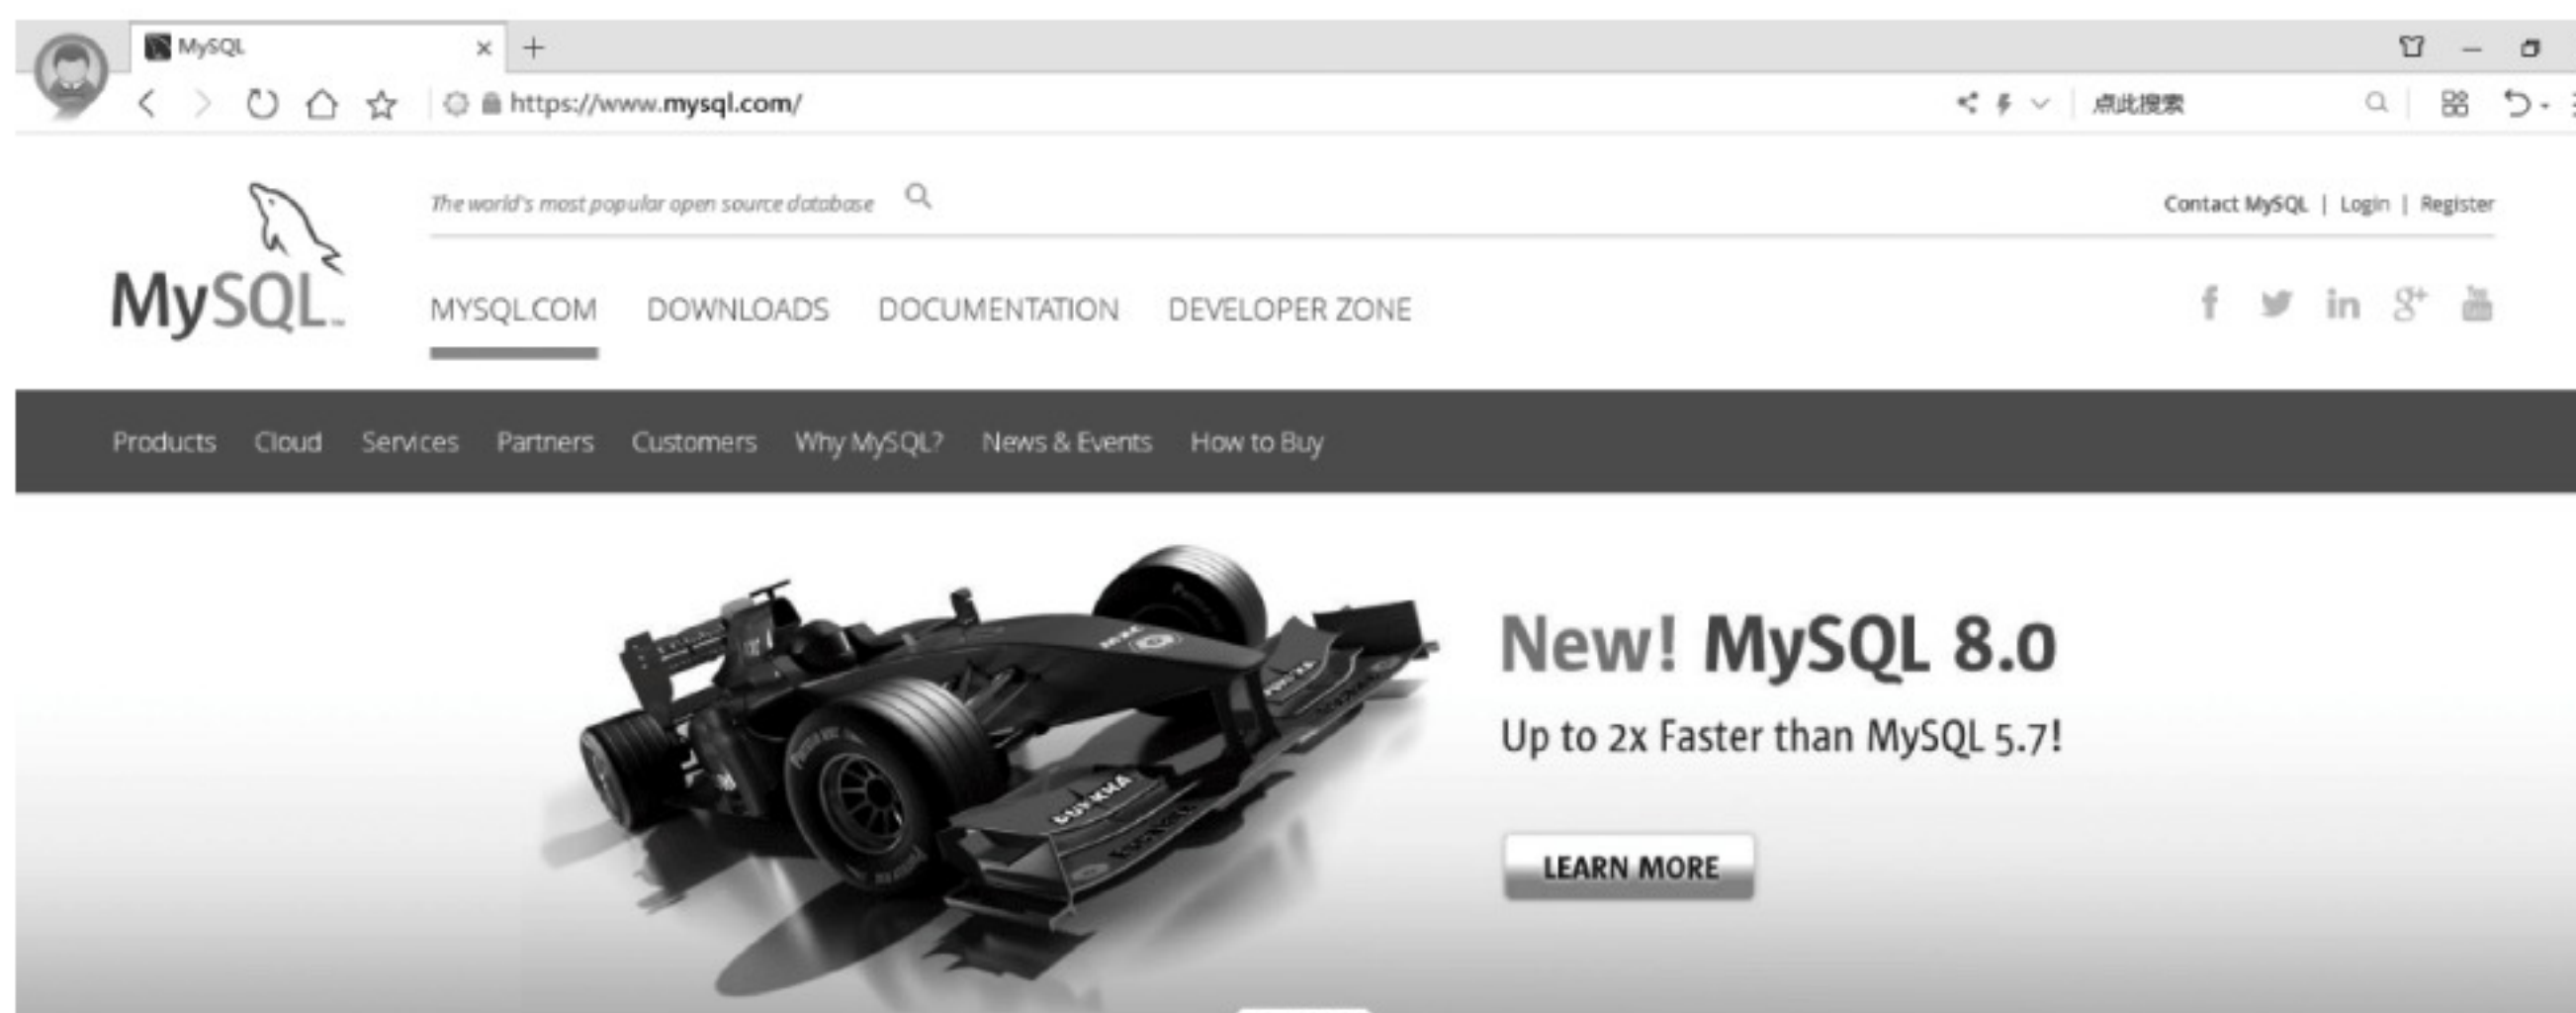 MySQL
https://www.mysql.com/
点此搜索
The world's most popular open source database
Contact MySQL | Login | Register
MySQL
MYSQL.COM DOWNLOADS DOCUMENTATION DEVELOPER ZONE
Products Cloud Services Partners Customers Why MySQL? News & Events How to Buy
New! MySQL 8.0
Up to 2x Faster than MySQL 5.7!
LEARN MORE